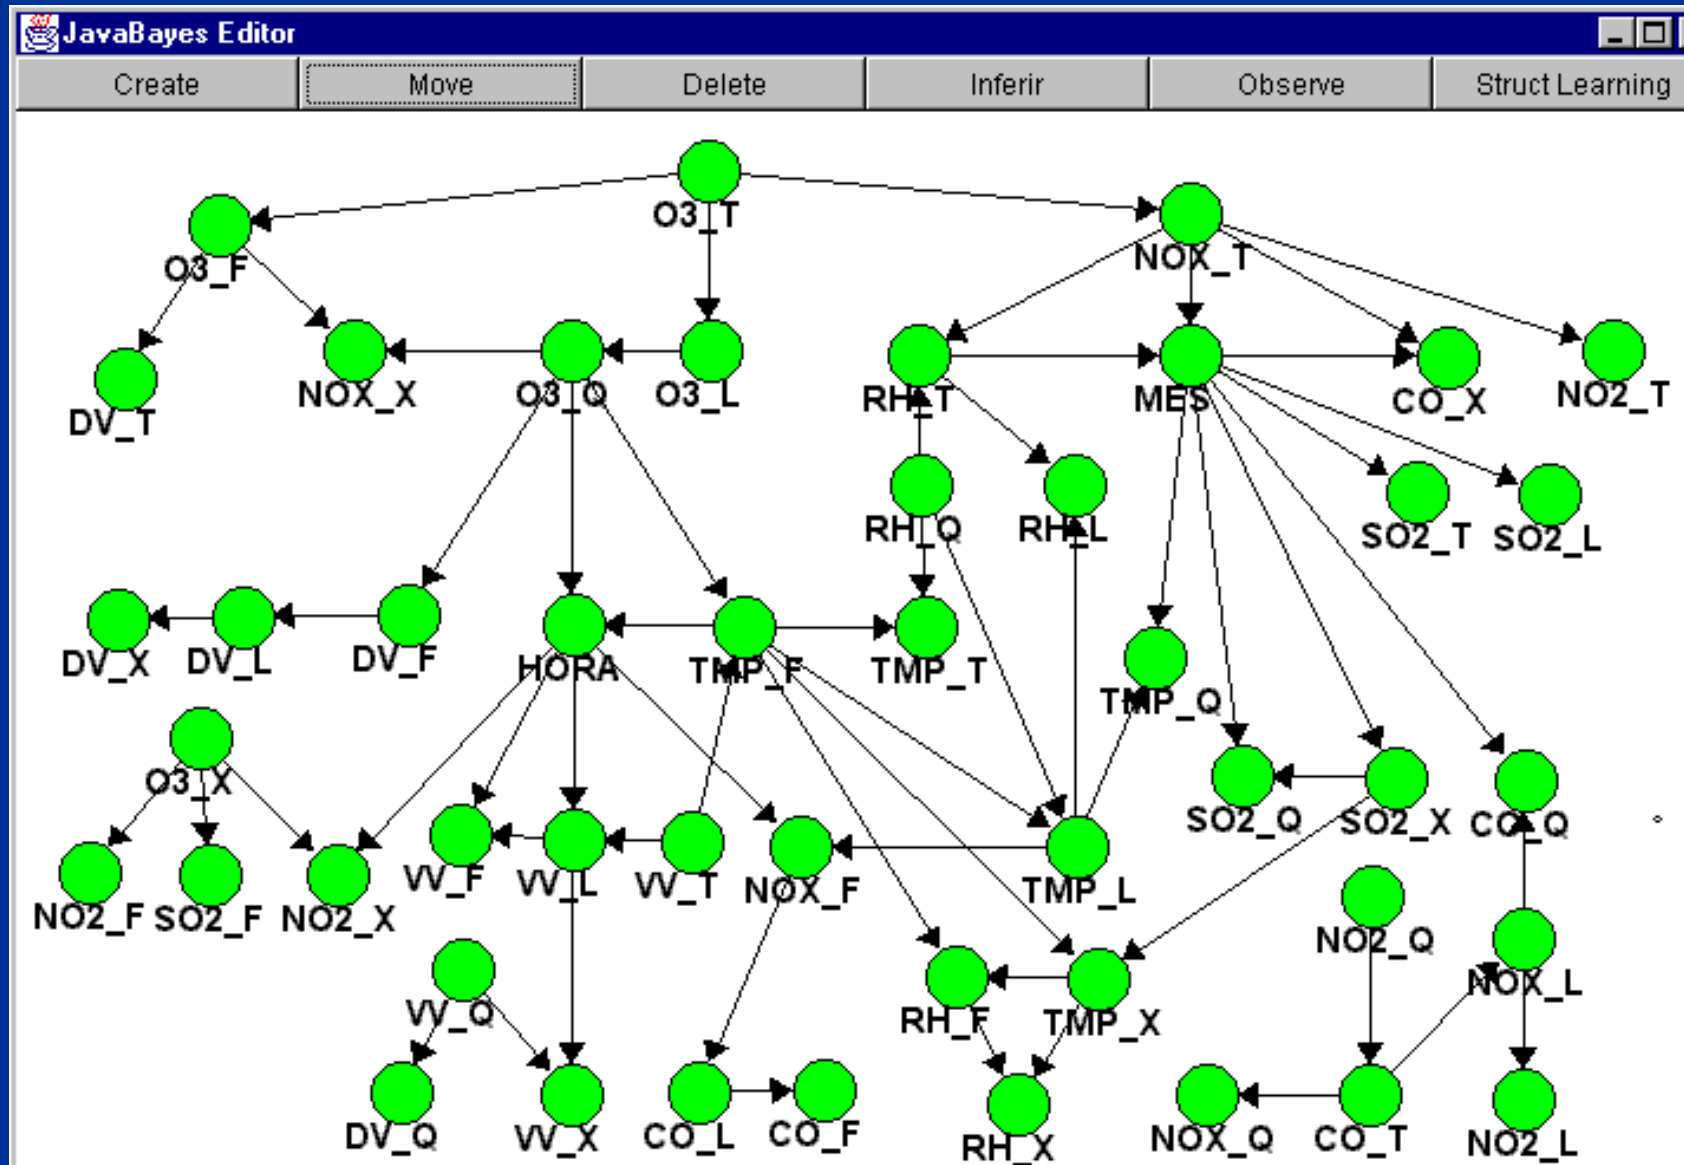 JavaBayes Editor
Create Move Delete Inferir Observe Struct Learning
O3_T
NOX_T
O3_F
DV_T NOX_X O3_Q O3_L RH_T MES CO_X NO2_T
RH_Q RH_L SO2_T SO2_L
DV_X DV_L DV_F HORA TMP_F TMP_T
TMP_Q
O3_X
SO2_Q SO2_X CO_Q
NO2_F SO2_F NO2_X VV_F VV_L VV_T NOX_F TMP_L
NO2_Q
NOX_L
VV_Q RH_F TMP_X
DV_Q VV_X CO_L CO_F RH_X NOX_Q CO_T NO2_L